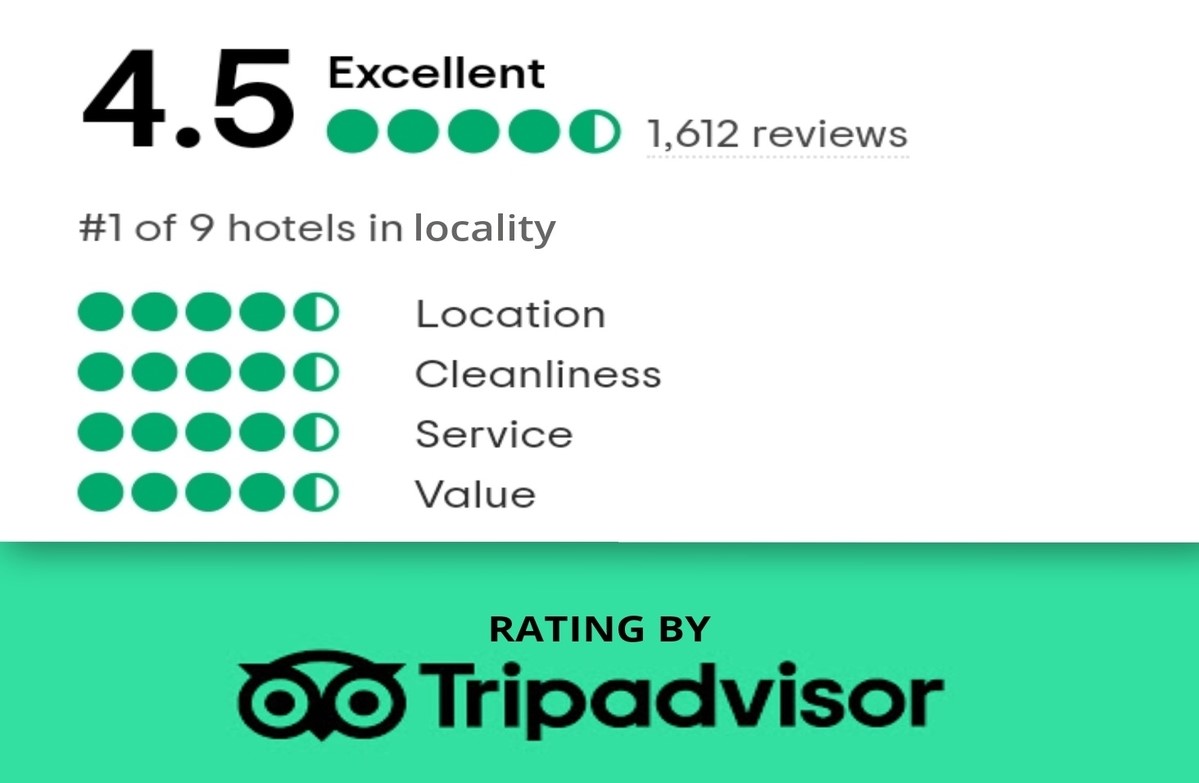 4.5
Excellent
1,612 reviews
#1 of 9 hotels in locality
Location
Cleanliness
Service
Value
RATING BY
Tripadvisor